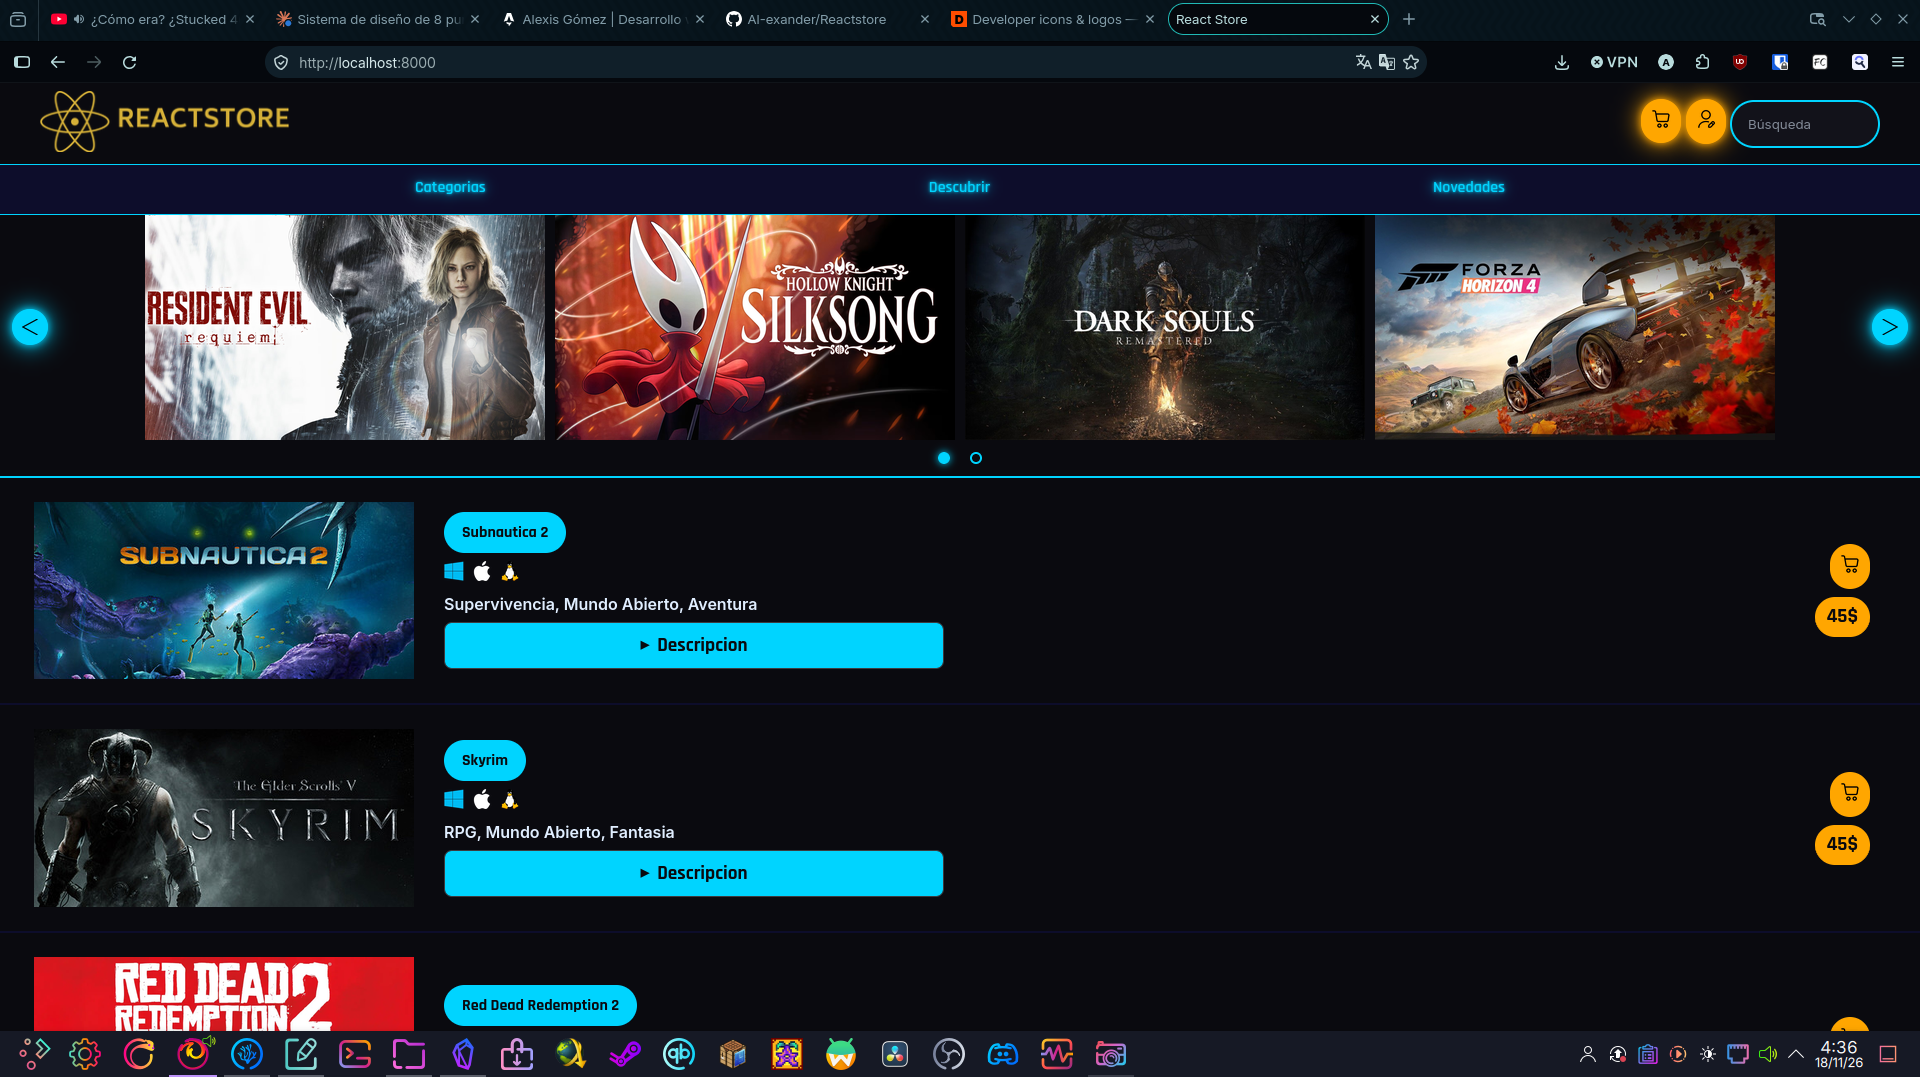 ¿Cómo era? ¿Stucked 4
Sistema de diseño de 8 pu
Alexis Gómez | Desarrollo
Al-exander/Reactstore
Developer icons & logos —
React Store
http://localhost:8000
VPN
REACTSTORE
Búsqueda
Categorias
Descubrir
Novedades
RESIDENT EVIL
requiem
HOLLOW KNIGHT
SILKSONG
DARK SOULS
REMASTERED
FORZA
HORIZON 4
<
>
SUBNAUTICA 2
Subnautica 2
Supervivencia, Mundo Abierto, Aventura
► Descripcion
45$
The Elder Scrolls V
SKYRIM
Skyrim
RPG, Mundo Abierto, Fantasia
► Descripcion
45$
RED DEAD
REDEMPTION 2
Red Dead Redemption 2
qb
4:36
18/11/26